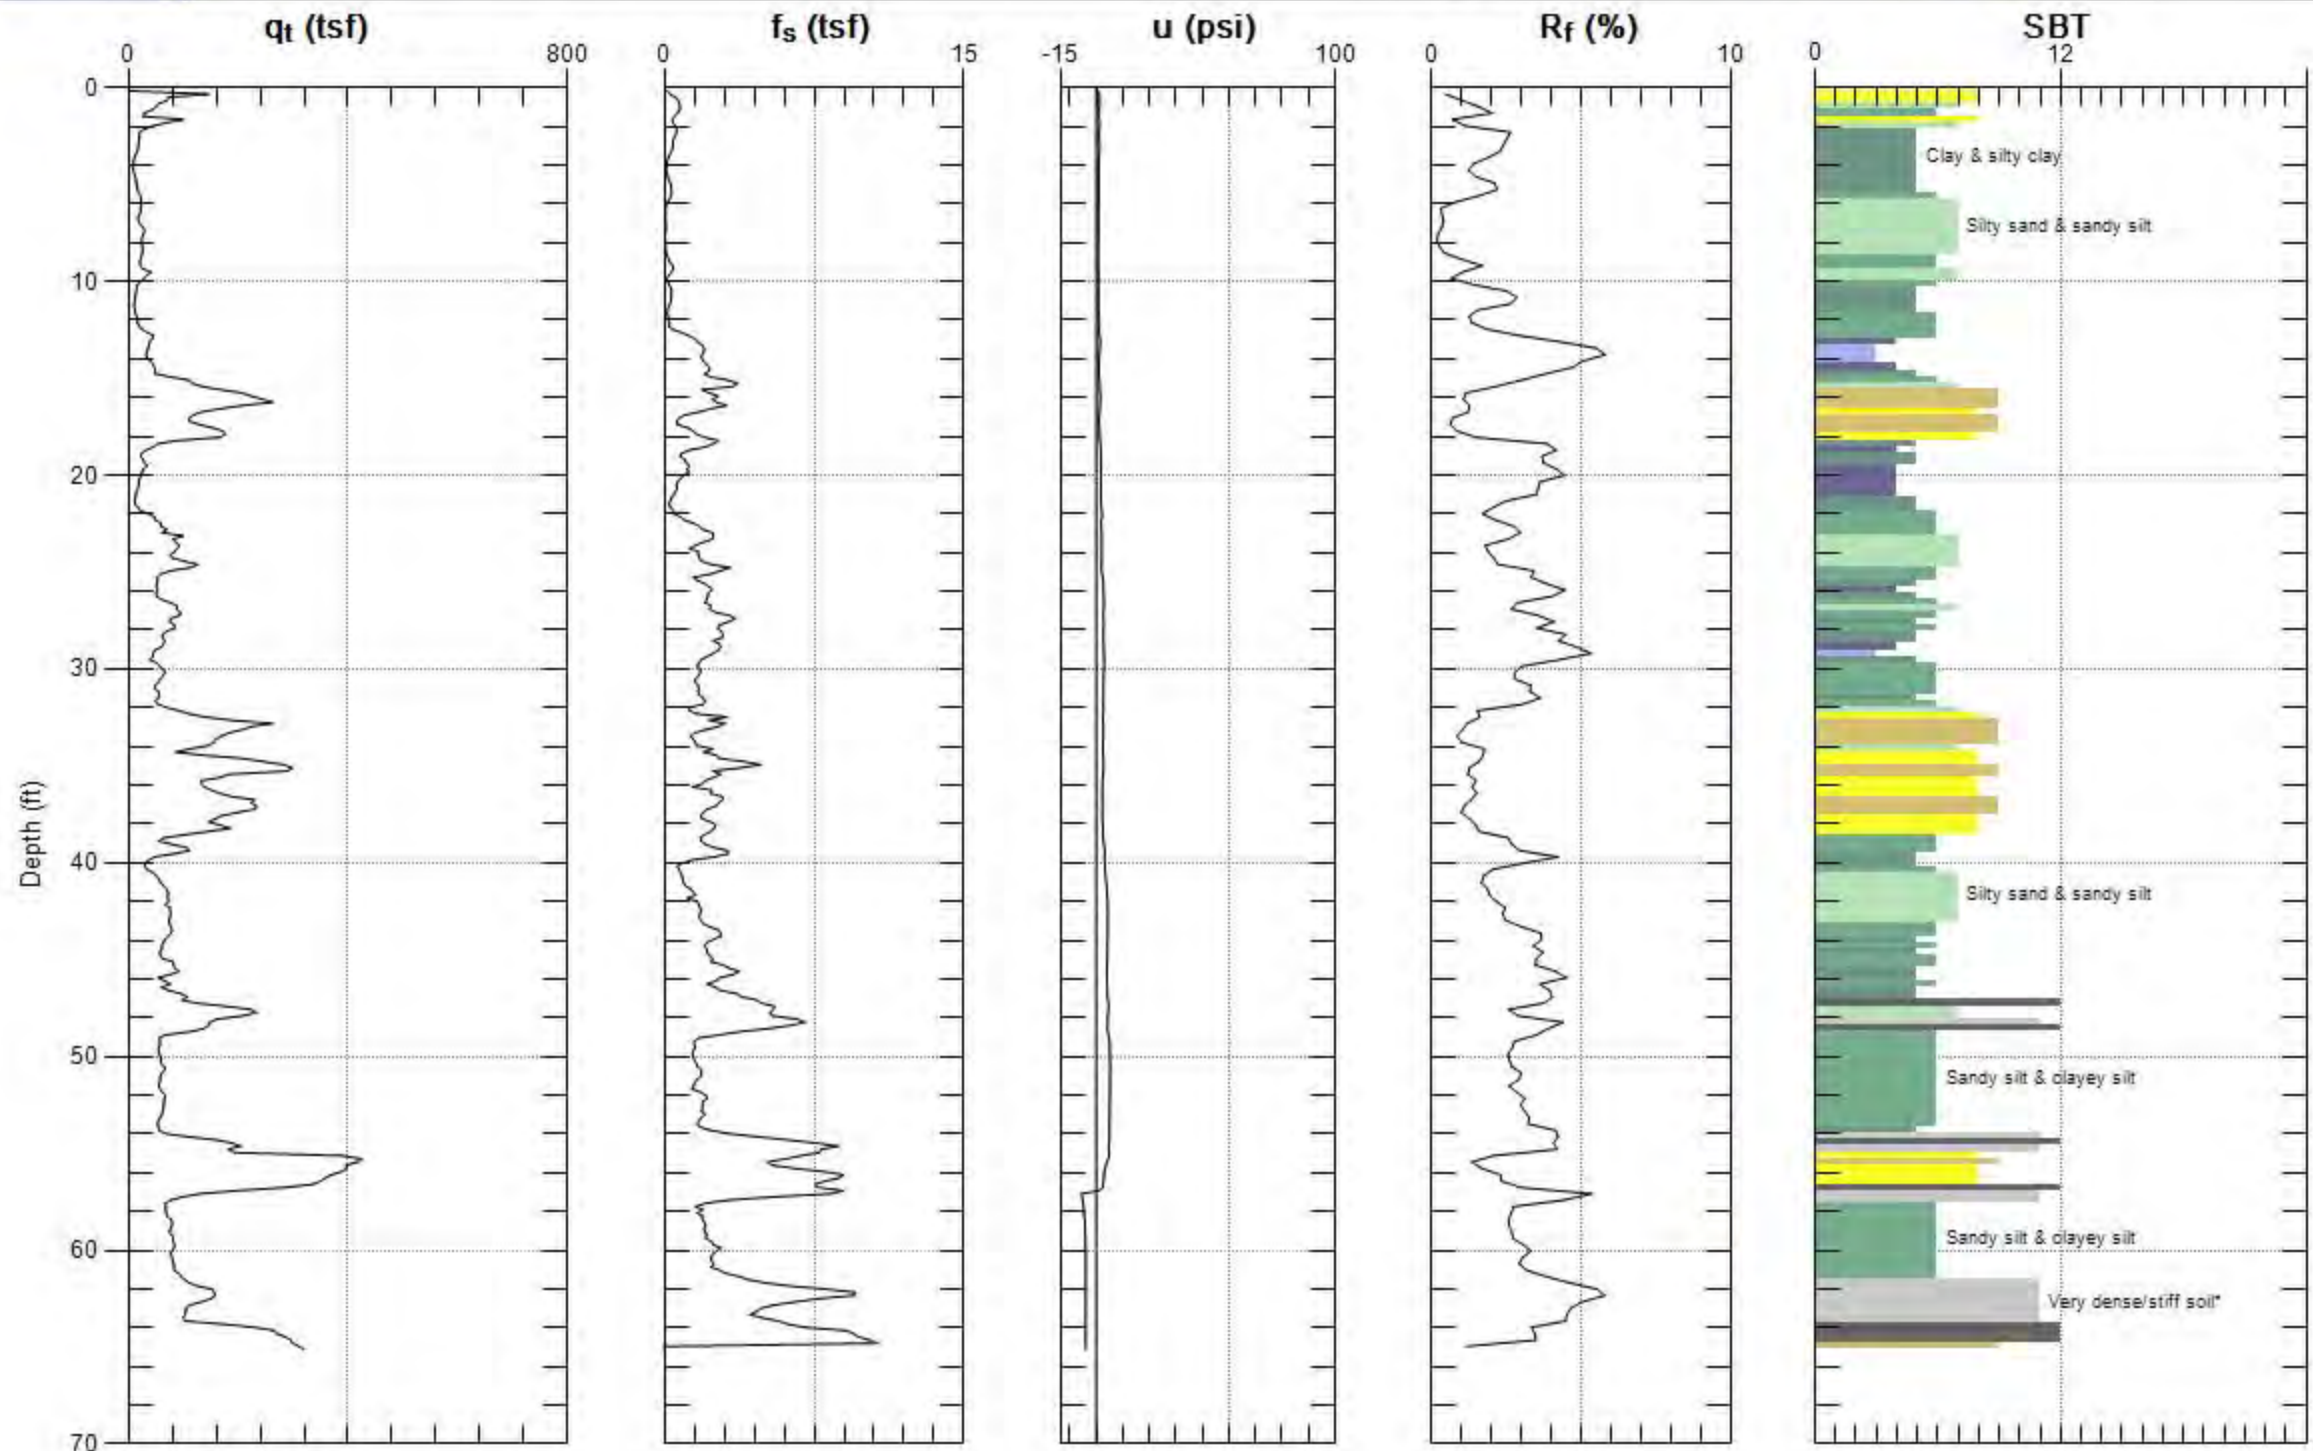 qt (tsf)
fs (tsf)
u (psi)
Rf (%)
SBT
0 800
0 15
-15 100
0 10
0 12
0
10
20
30
40
50
60
70
Depth (ft)
Clay & silty clay
Silty sand & sandy silt
Silty sand & sandy silt
Sandy silt & clayey silt
Sandy silt & clayey silt
Very dense/stiff soil*